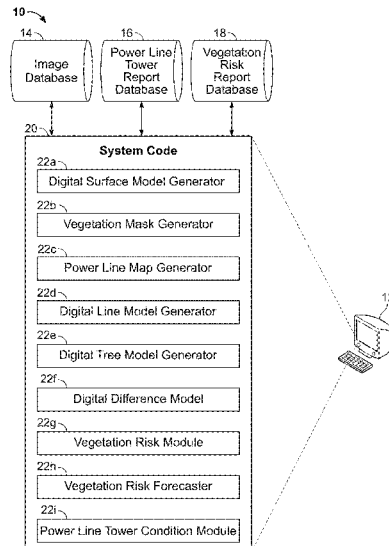 10
14
16
18
Image
Database
Power Line
Tower
Report
Database
Vegetation
Risk
Report
Database
20
System Code
22a
Digital Surface Model Generator
22b
Vegetation Mask Generator
22c
Power Line Map Generator
22d
Digital Line Model Generator
22e
Digital Tree Model Generator
22f
Digital Difference Model
22g
Vegetation Risk Module
22h
Vegetation Risk Forecaster
22i
Power Line Tower Condition Module